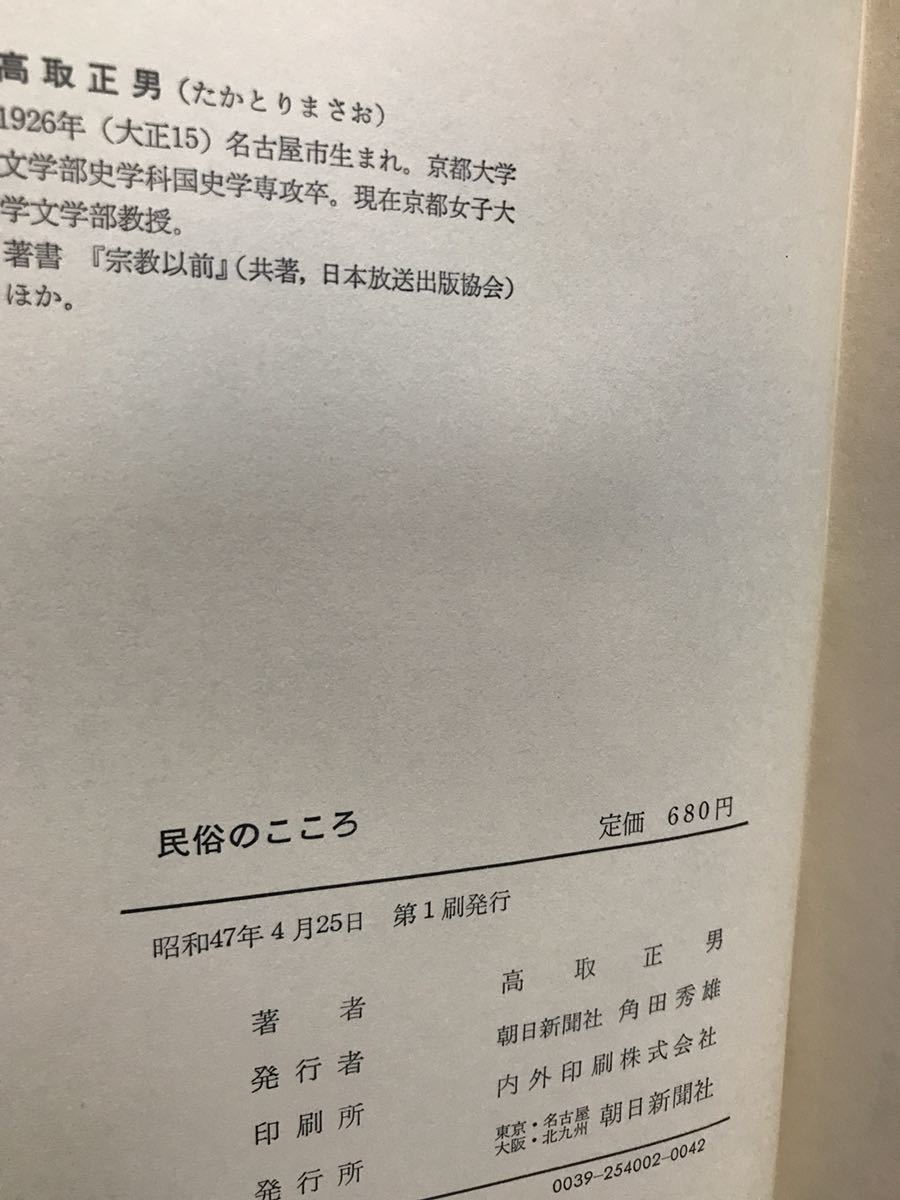 高取正男（たかとりまさお）
1926年（大正15）名古屋市生まれ。京都大学
文学部史学科国史学専攻卒。現在京都女子大
学文学部教授。
著書　『宗教以前』（共著，日本放送出版協会）
ほか。
民俗のこころ　定価　680円
昭和47年4月25日　第1刷発行
著者　高取正男
発行者　朝日新聞社　角田秀雄
印刷所　内外印刷株式会社
発行所　東京・名古屋　大阪・北九州　朝日新聞社
0039-254002-0042